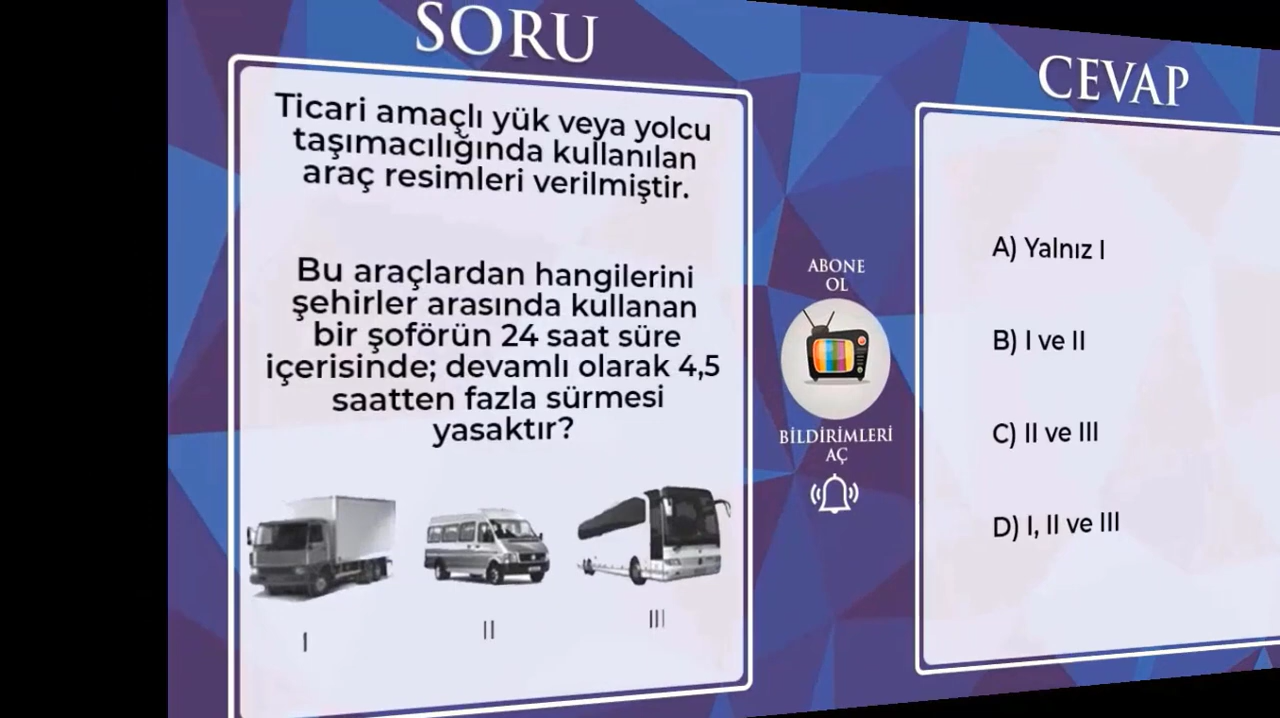 SORU
Ticari amaçlı yük veya yolcu
taşımacılığında kullanılan
araç resimleri verilmiştir.
Bu araçlardan hangilerini
şehirler arasında kullanan
bir şoförün 24 saat süre
içerisinde; devamlı olarak 4,5
saatten fazla sürmesi
yasaktır?
I
II
III
ABONE
OL
BİLDİRİMLERİ
AÇ
CEVAP
A) Yalnız I
B) I ve II
C) II ve III
D) I, II ve III